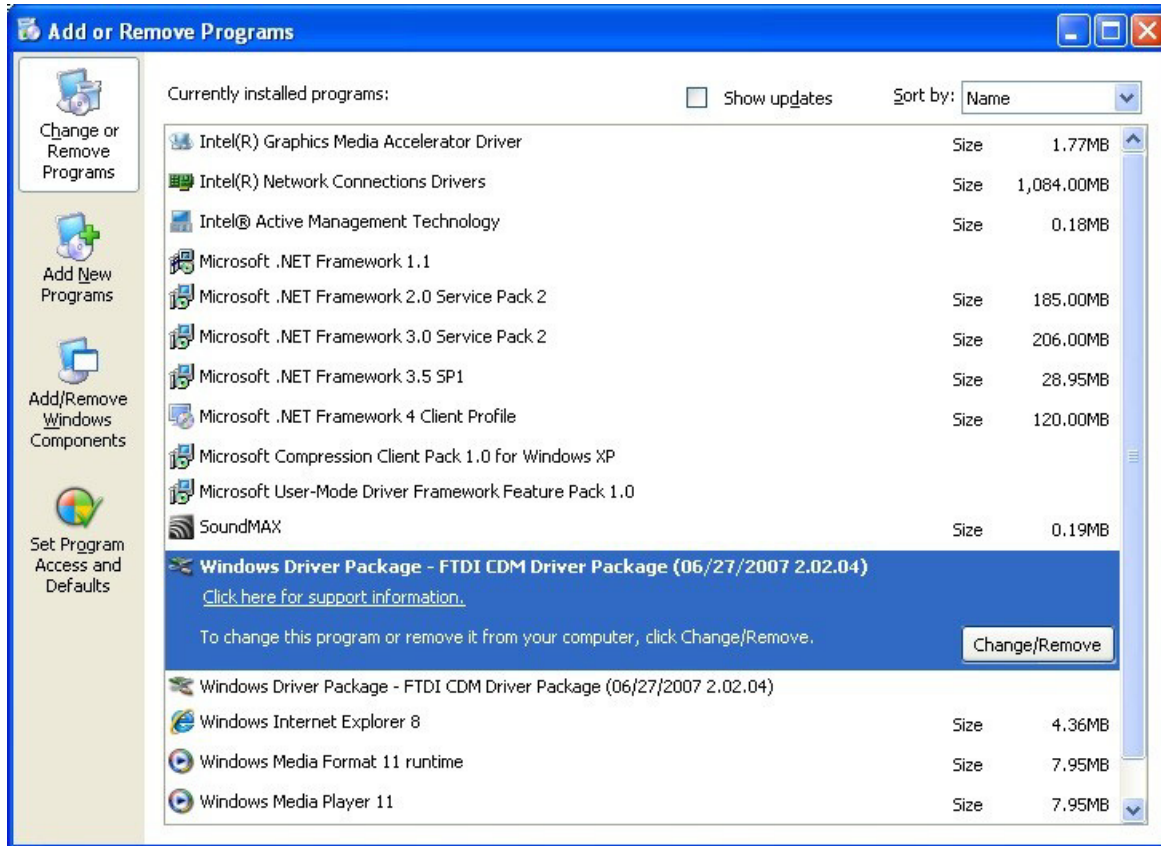 Add or Remove Programs
Change or
Remove
Programs
Add New
Programs
Add/Remove
Windows
Components
Set Program
Access and
Defaults
Currently installed programs: Show updates Sort by: Name
Intel(R) Graphics Media Accelerator Driver Size 1.77MB
Intel(R) Network Connections Drivers Size 1,084.00MB
Intel® Active Management Technology Size 0.18MB
Microsoft .NET Framework 1.1
Microsoft .NET Framework 2.0 Service Pack 2 Size 185.00MB
Microsoft .NET Framework 3.0 Service Pack 2 Size 206.00MB
Microsoft .NET Framework 3.5 SP1 Size 28.95MB
Microsoft .NET Framework 4 Client Profile Size 120.00MB
Microsoft Compression Client Pack 1.0 for Windows XP
Microsoft User-Mode Driver Framework Feature Pack 1.0
SoundMAX Size 0.19MB
Windows Driver Package - FTDI CDM Driver Package (06/27/2007 2.02.04)
Click here for support information.
To change this program or remove it from your computer, click Change/Remove. Change/Remove
Windows Driver Package - FTDI CDM Driver Package (06/27/2007 2.02.04)
Windows Internet Explorer 8 Size 4.36MB
Windows Media Format 11 runtime Size 7.95MB
Windows Media Player 11 Size 7.95MB